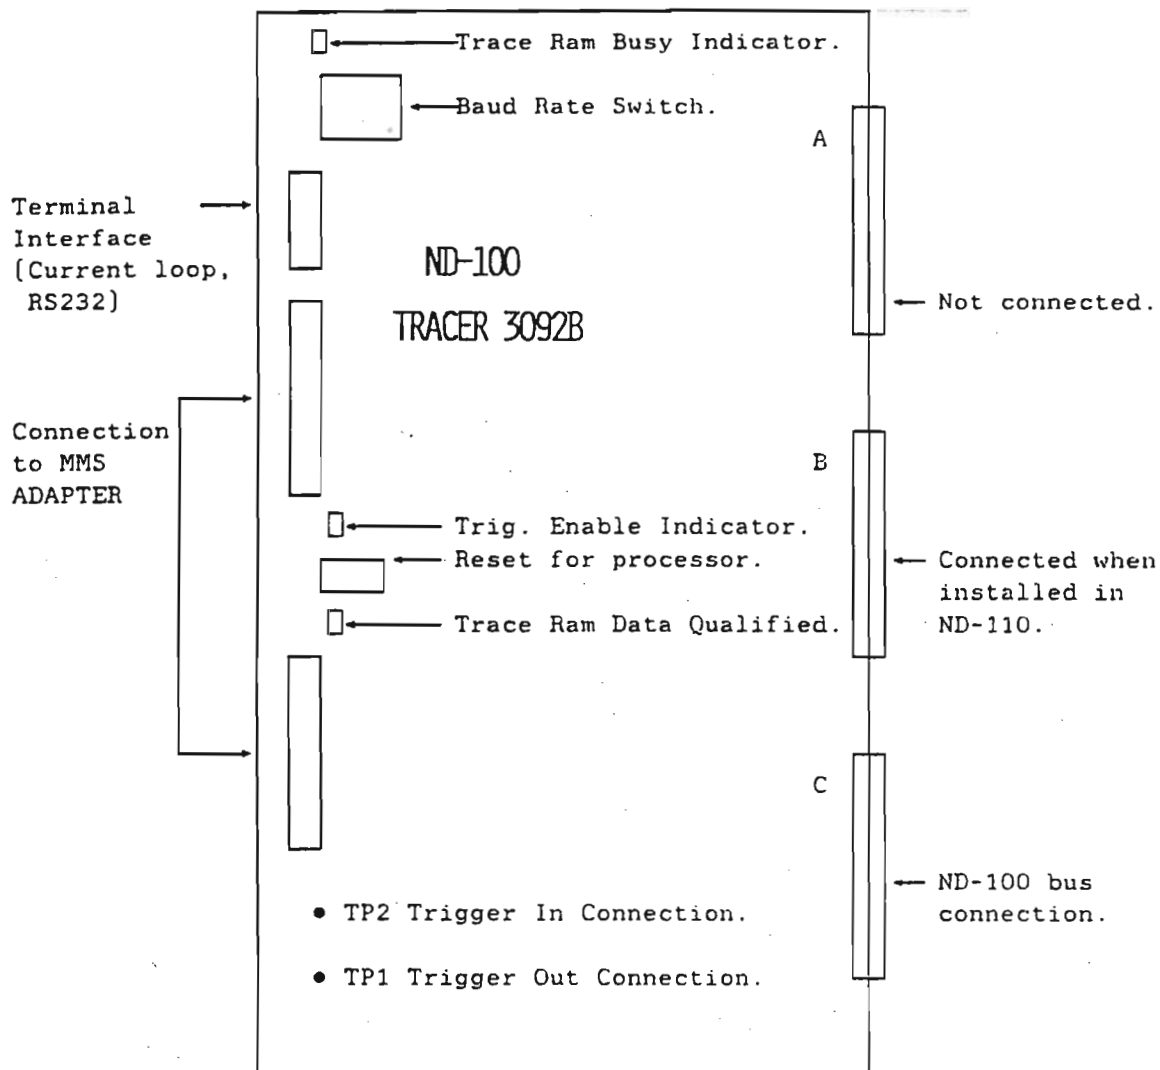 Trace Ram Busy Indicator.
Baud Rate Switch.
A
Terminal
Interface
(Current loop,
RS232)
ND-100
TRACER 3092B
Not connected.
Connection
to MMS
ADAPTER
B
Trig. Enable Indicator.
Reset for processor.
Connected when
installed in
ND-110.
Trace Ram Data Qualified.
C
ND-100 bus
connection.
• TP2 Trigger In Connection.
• TP1 Trigger Out Connection.